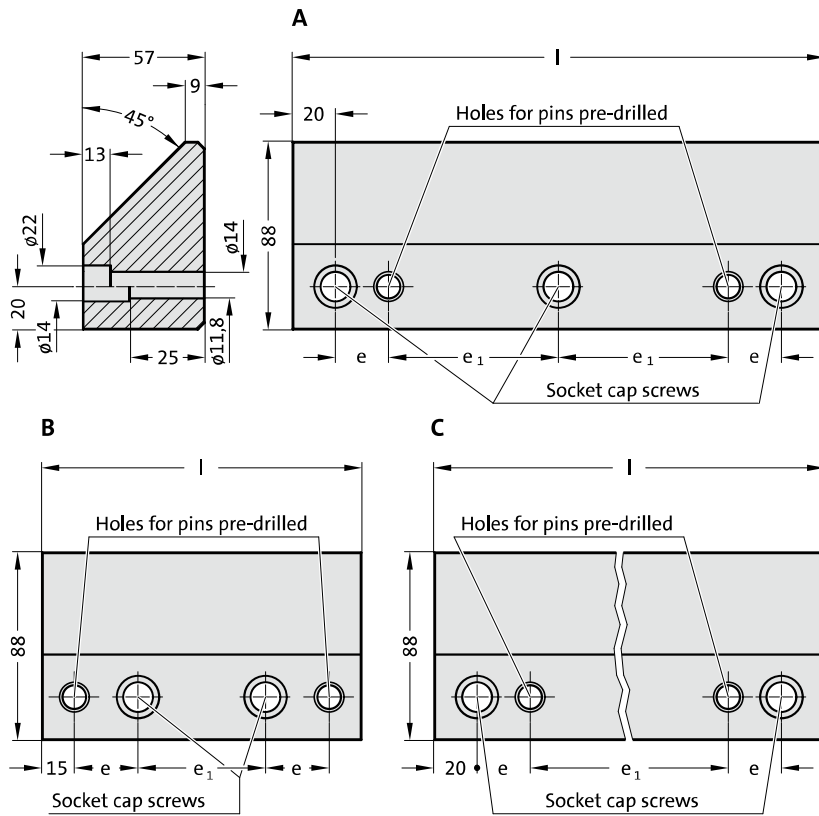 A
57
l
9
20
Holes for pins pre-drilled
45°
13
ø22
ø14
88
20
ø14
25
ø11,8
e
e1
e1
e
Socket cap screws
B
C
l
l
Holes for pins pre-drilled
Holes for pins pre-drilled
88
88
15
e
e1
e
20
e
e1
e
Socket cap screws
Socket cap screws